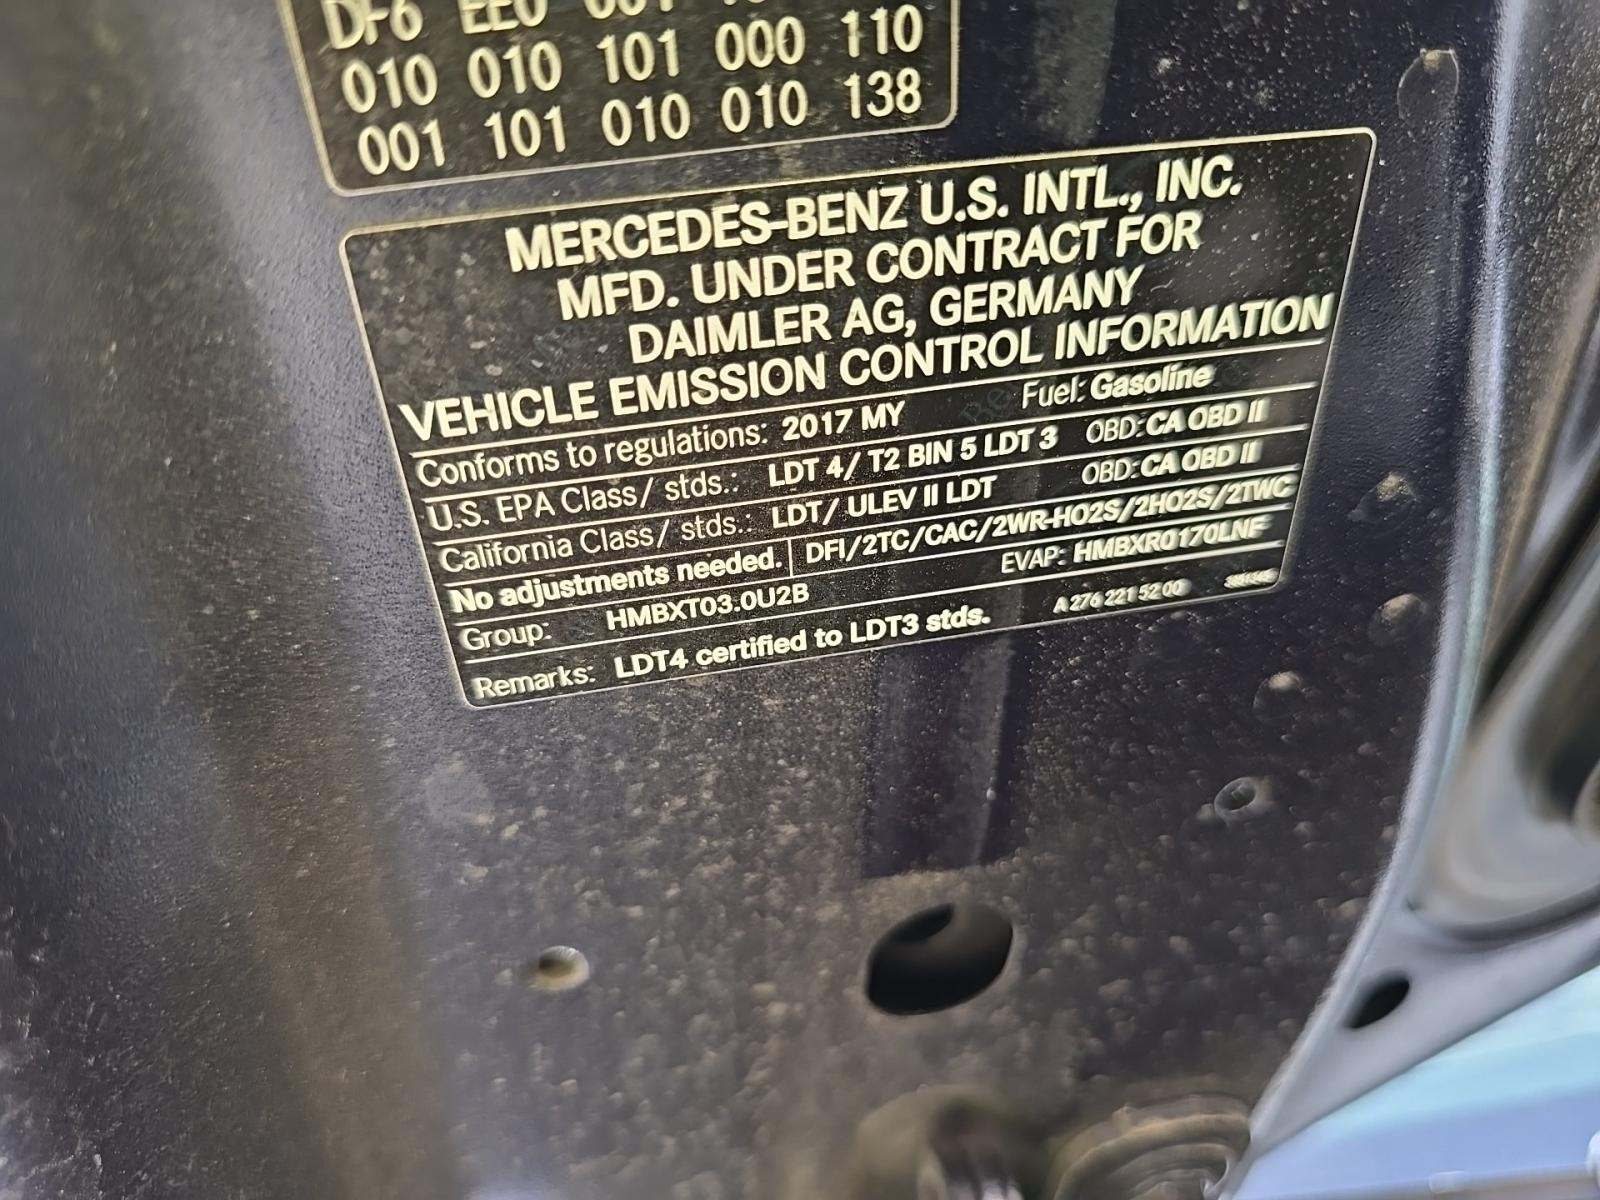 DF6 EE0
010 010 101 000 110
001 101 010 010 138
MERCEDES-BENZ U.S. INTL., INC.
MFD. UNDER CONTRACT FOR
DAIMLER AG, GERMANY
VEHICLE EMISSION CONTROL INFORMATION
Conforms to regulations: 2017 MY Fuel: Gasoline
U.S. EPA Class/ stds.: LDT 4/ T2 BIN 5 LDT 3 OBD: CA OBD II
California Class/ stds.: LDT/ ULEV II LDT OBD: CA OBD II
No adjustments needed. DFI/2TC/CAC/2WR-HO2S/2HO2S/2TWC
Group: HMBXT03.0U2B EVAP: HMBXR0170LNF
Remarks: LDT4 certified to LDT3 stds. A 276 221 52 00